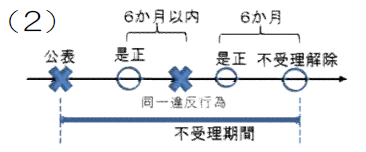 （２）
６か月以内
６か月
公表
是正
是正
不受理解除
同一違反行為
不受理期間